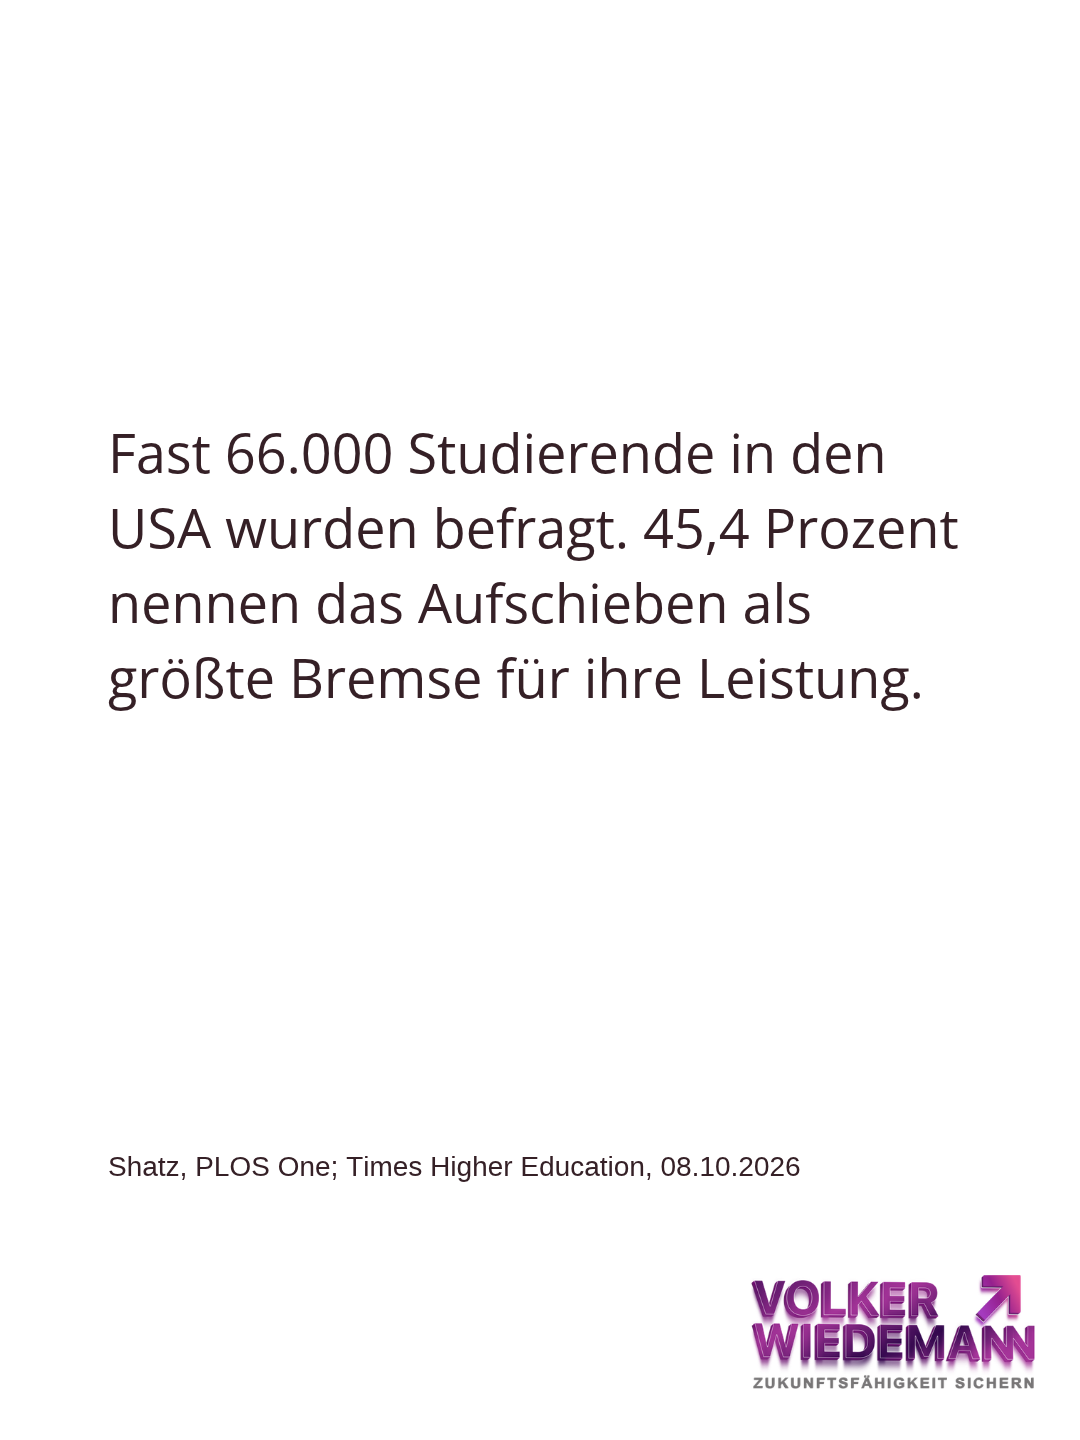 Fast 66.000 Studierende in den
USA wurden befragt. 45,4 Prozent
nennen das Aufschieben als
größte Bremse für ihre Leistung.
Shatz, PLOS One; Times Higher Education, 08.10.2026
VOLKER
WIEDEMANN
ZUKUNFTSFÄHIGKEIT SICHERN